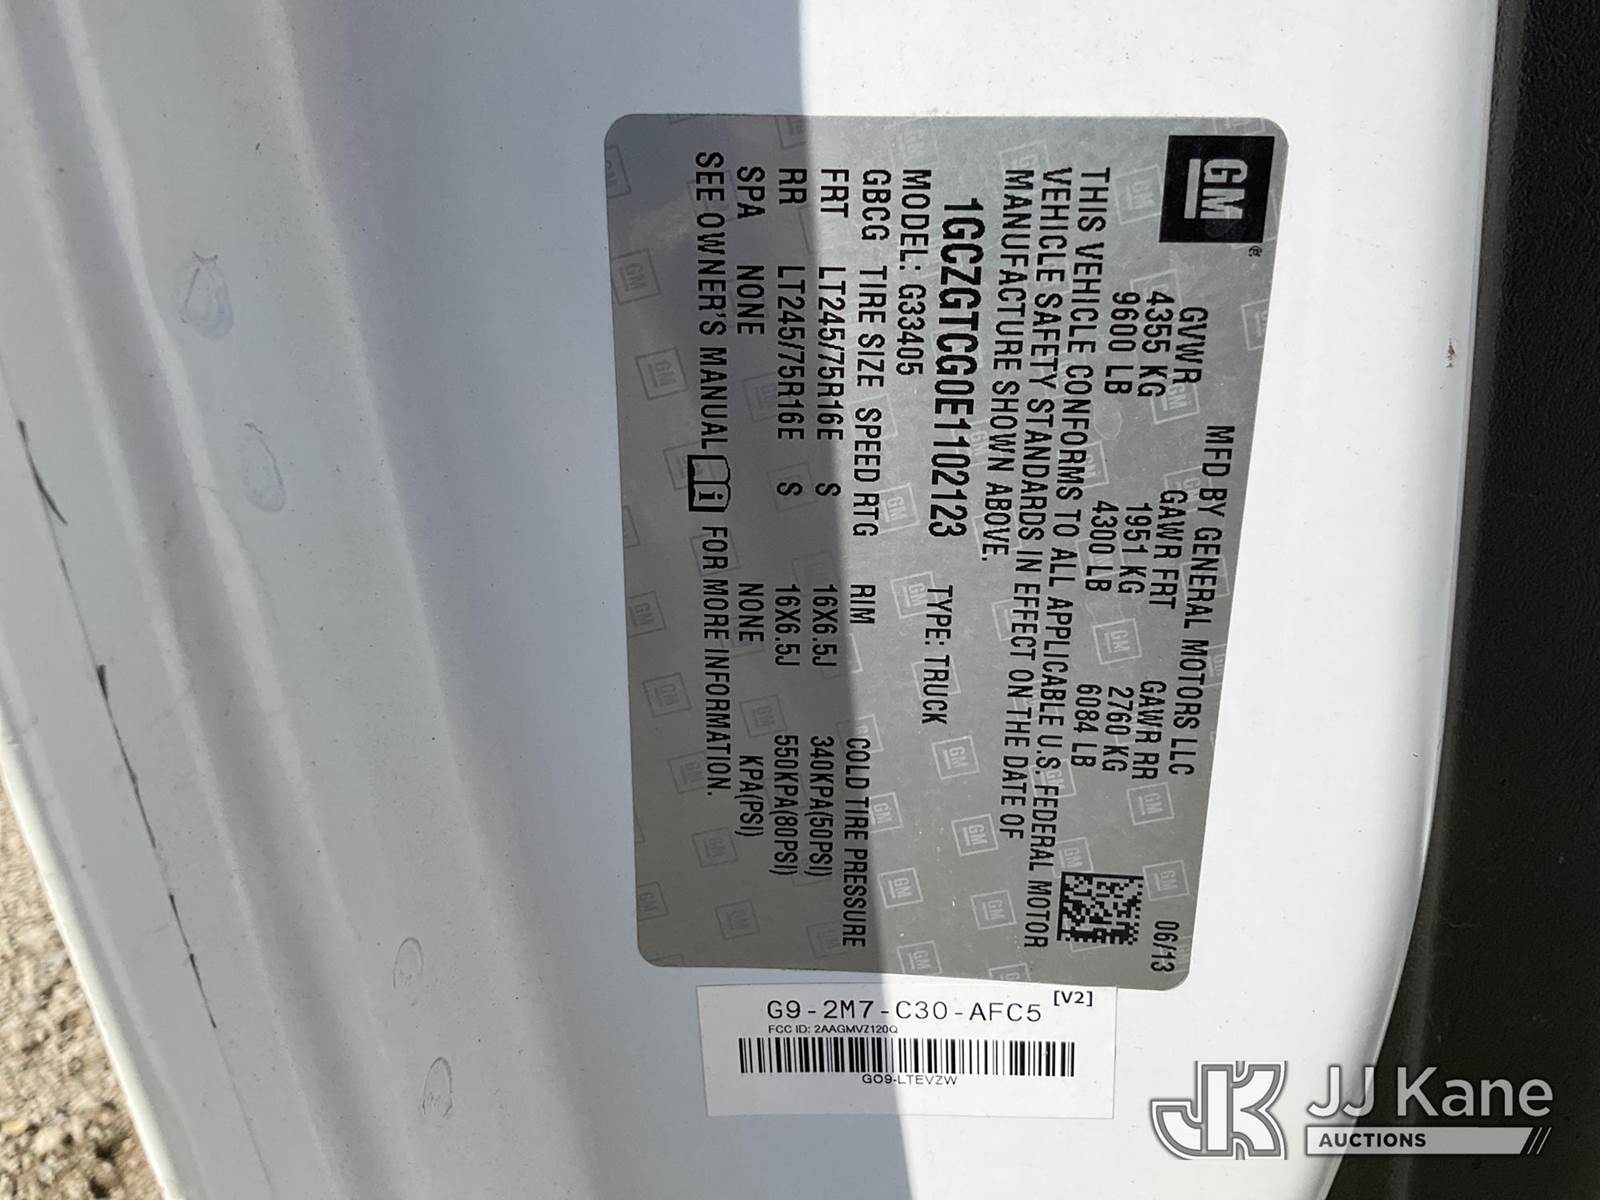 GM®
MFD BY GENERAL MOTORS LLC 06/13
GVWR GAWR FRT GAWR RR
4355 KG 1951 KG 2760 KG
9600 LB 4300 LB 6084 LB
THIS VEHICLE CONFORMS TO ALL APPLICABLE U.S. FEDERAL MOTOR
VEHICLE SAFETY STANDARDS IN EFFECT ON THE DATE OF
MANUFACTURE SHOWN ABOVE.
1GCZGTCG0E1102123 TYPE: TRUCK
MODEL: G33405
GBCG TIRE SIZE SPEED RTG RIM COLD TIRE PRESSURE
FRT LT245/75R16E S 16X6.5J 340KPA(50PSI)
RR LT245/75R16E S 16X6.5J 550KPA(80PSI)
SPA NONE NONE KPA(PSI)
SEE OWNER'S MANUAL i FOR MORE INFORMATION.
G9-2M7-C30-AFC5 [V2]
FCC ID: 2AAGMVZ120Q
GO9-LTEVZW
JK JJ Kane
AUCTIONS